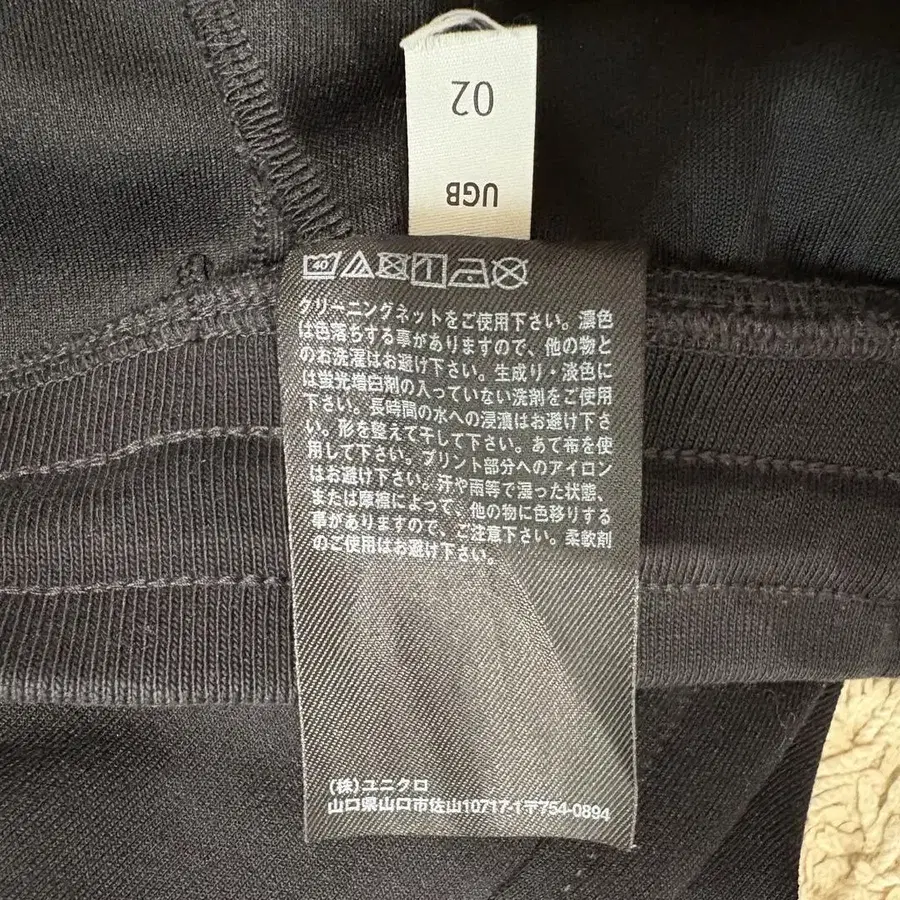 02
UGB
40
クリーニングネットをご使用下さい。濃色
は色落ちする事がありますので、他の物と
のお洗濯はお避け下さい。生成り・淡色に
は蛍光増白剤の入っていない洗剤をご使用
下さい。長時間の水への浸漬はお避け下さ
い。形を整えて干して下さい。あて布を使
用して下さい。プリント部分へのアイロン
はお避け下さい。汗や雨等で湿った状態、
または摩擦によって、他の物に色移りする
事がありますので、ご注意下さい。柔軟剤
のご使用はお避け下さい。
(株)ユニクロ
山口県山口市佐山10717-1〒754-0894